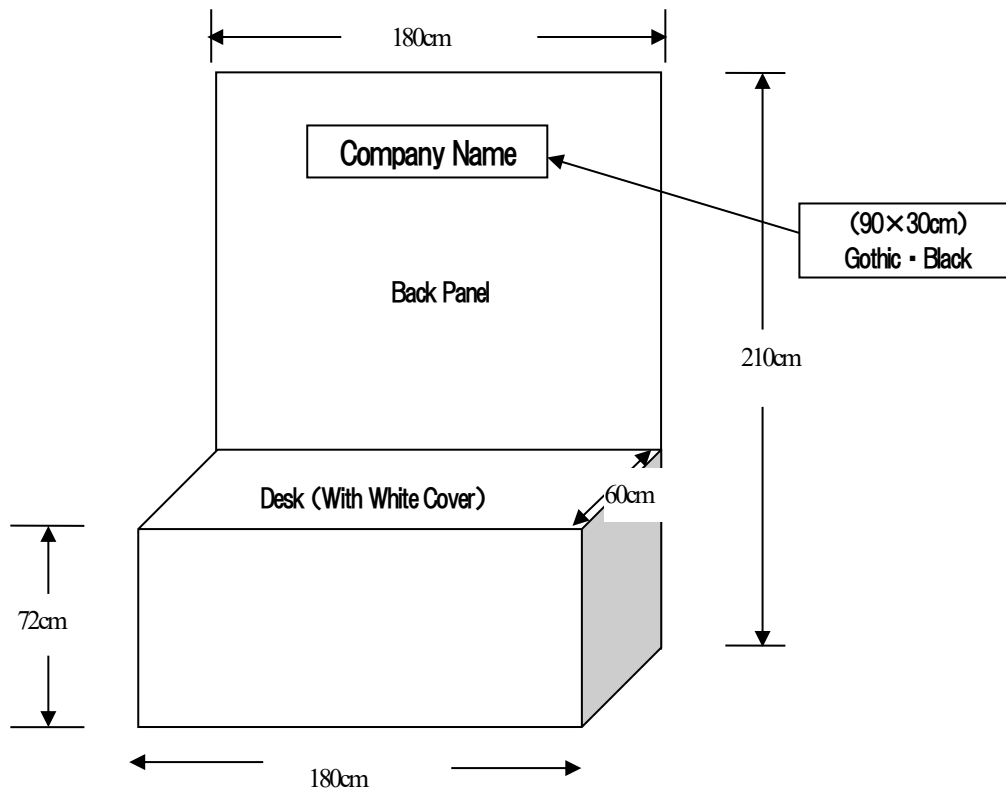 180cm
Company Name
(90×30cm)
Gothic・Black
Back Panel
210cm
Desk (With White Cover)
60cm
72cm
180cm